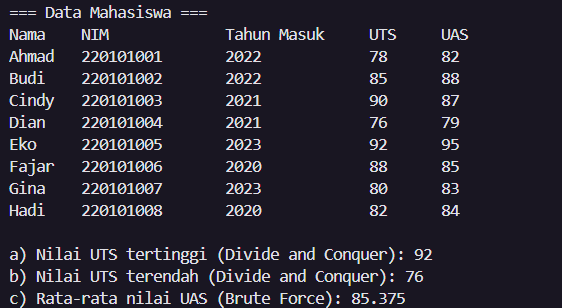 === Data Mahasiswa ===
Nama NIM Tahun Masuk UTS UAS
Ahmad 220101001 2022 78 82
Budi 220101002 2022 85 88
Cindy 220101003 2021 90 87
Dian 220101004 2021 76 79
Eko 220101005 2023 92 95
Fajar 220101006 2020 88 85
Gina 220101007 2023 80 83
Hadi 220101008 2020 82 84
a) Nilai UTS tertinggi (Divide and Conquer): 92
b) Nilai UTS terendah (Divide and Conquer): 76
c) Rata-rata nilai UAS (Brute Force): 85.375